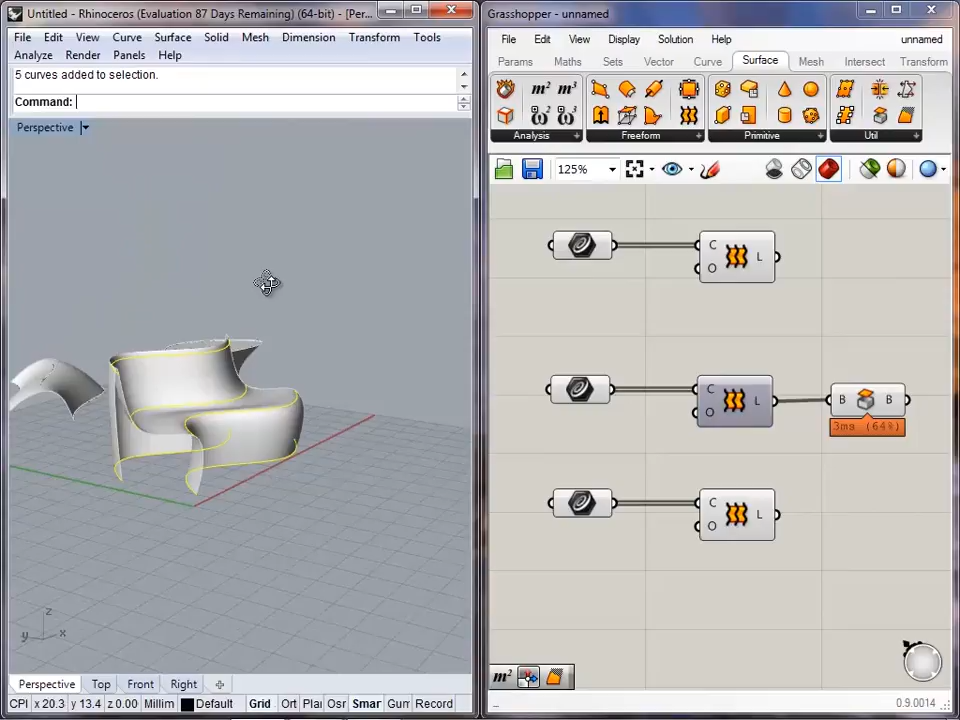 Untitled - Rhinoceros (Evaluation 87 Days Remaining) (64-bit) - [Per...
File Edit View Curve Surface Solid Mesh Dimension Transform Tools
Analyze Render Panels Help
5 curves added to selection.
Command:
Perspective
z
y x
Perspective Top Front Right
CPl x 20.3 y 13.4 z 0.00 Millim Default Grid Ort Plar Osr Smar Gum Record
Grasshopper - unnamed
File Edit View Display Solution Help unnamed
Params Maths Sets Vector Curve Surface Mesh Intersect Transform
m² m³
Analysis Freeform Primitive Util
125%
C L
O
C L B B
O
3ms (64%)
C L
O
m²
0.9.0014